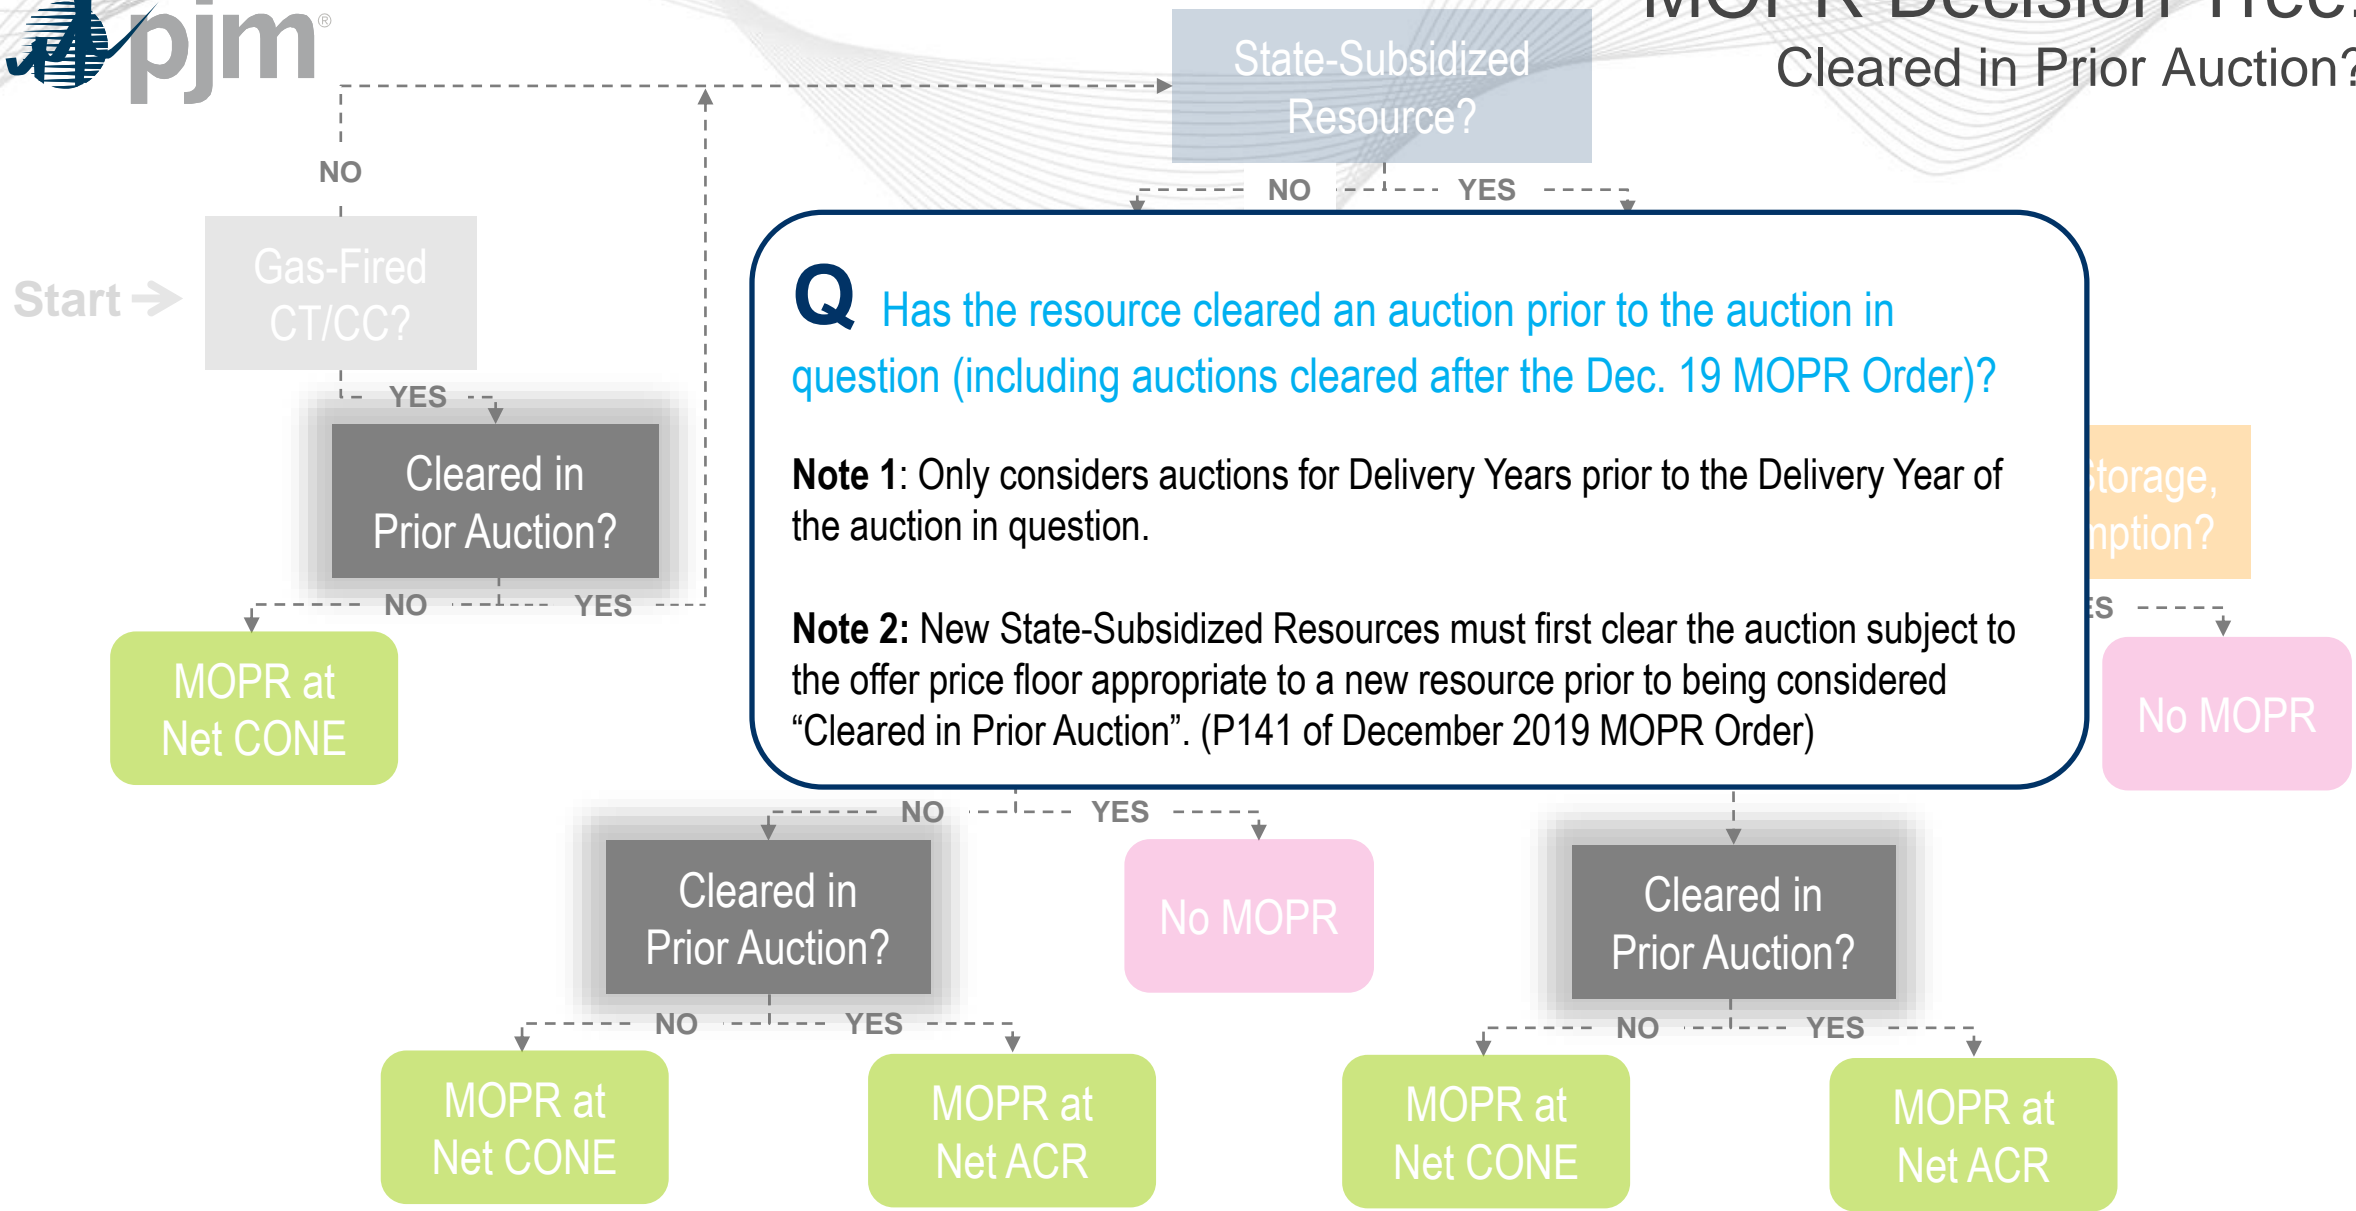 pjm®
MOPR Decision Tree:
Cleared in Prior Auction?
State-Subsidized
Resource?
NO
NO
YES
Start
Gas-Fired
CT/CC?
Q Has the resource cleared an auction prior to the auction in
question (including auctions cleared after the Dec. 19 MOPR Order)?
YES
Note 1: Only considers auctions for Delivery Years prior to the Delivery Year of
the auction in question.
Cleared in
Prior Auction?
torage,
ption?
NO
YES
Note 2: New State-Subsidized Resources must first clear the auction subject to
the offer price floor appropriate to a new resource prior to being considered
“Cleared in Prior Auction”. (P141 of December 2019 MOPR Order)
ES
MOPR at
Net CONE
No MOPR
NO
YES
Cleared in
Prior Auction?
No MOPR
Cleared in
Prior Auction?
NO
YES
NO
YES
MOPR at
Net CONE
MOPR at
Net ACR
MOPR at
Net CONE
MOPR at
Net ACR